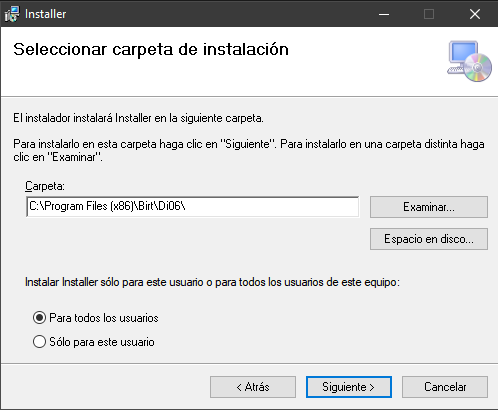 Installer
Seleccionar carpeta de instalación
El instalador instalará Installer en la siguiente carpeta.
Para instalarlo en esta carpeta haga clic en "Siguiente". Para instalarlo en una carpeta distinta haga
clic en "Examinar".
Carpeta:
C:\Program Files (x86)\Birt\Di06\
Examinar...
Espacio en disco...
Instalar Installer sólo para este usuario o para todos los usuarios de este equipo:
Para todos los usuarios
Sólo para este usuario
< Atrás
Siguiente >
Cancelar